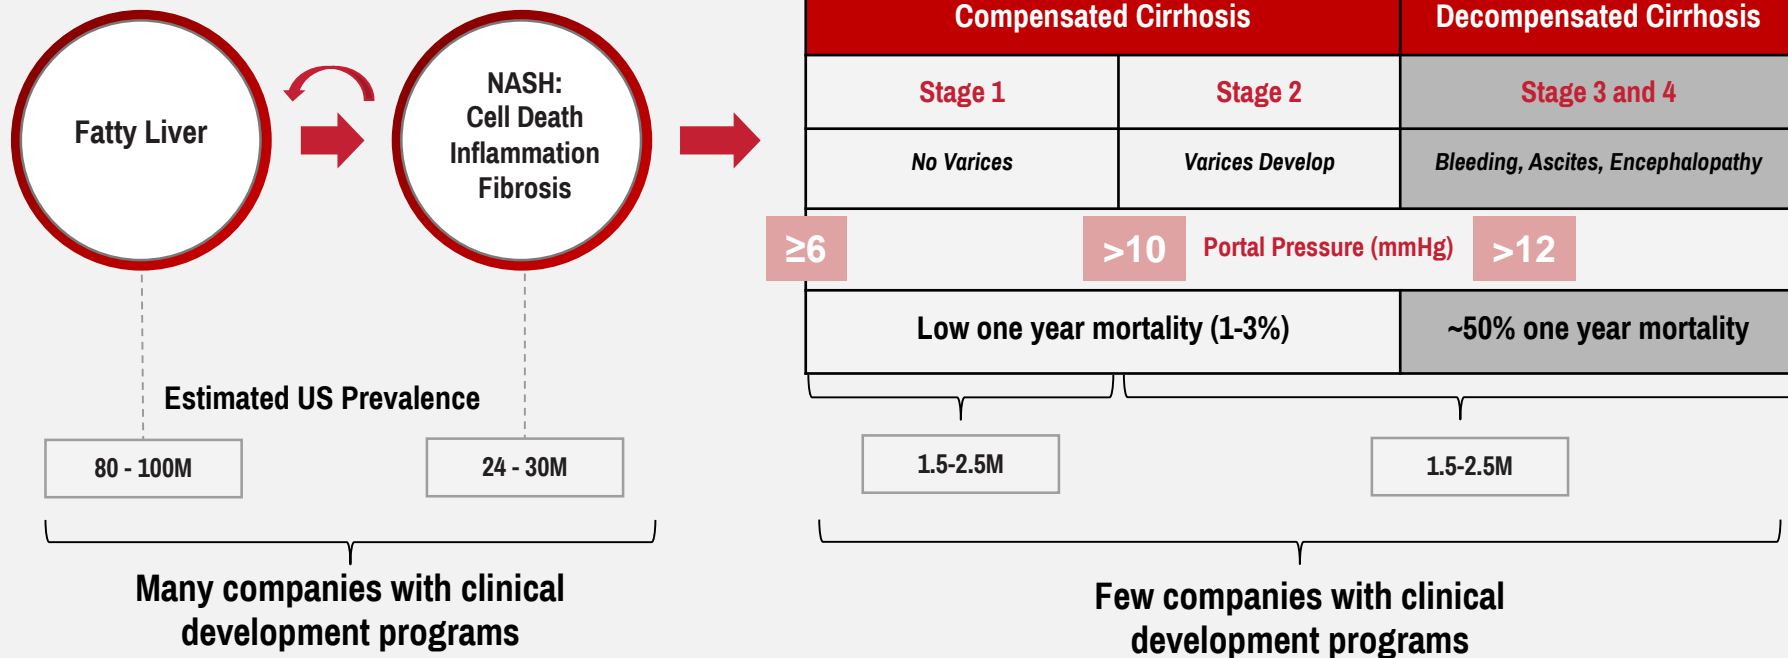 Fatty Liver
NASH:
Cell Death
Inflammation
Fibrosis
Compensated Cirrhosis
Decompensated Cirrhosis
Stage 1
Stage 2
Stage 3 and 4
No Varices
Varices Develop
Bleeding, Ascites, Encephalopathy
≥6
>10
Portal Pressure (mmHg)
>12
Low one year mortality (1-3%)
~50% one year mortality
Estimated US Prevalence
80 - 100M
24 - 30M
1.5-2.5M
1.5-2.5M
Many companies with clinical
development programs
Few companies with clinical
development programs